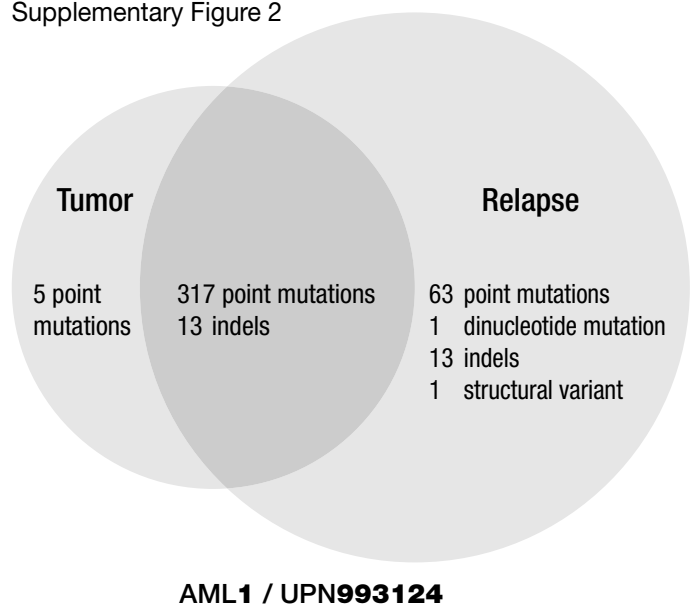 Supplementary Figure 2
Tumor
Relapse
5 point
mutations
317 point mutations
13 indels
63 point mutations
1 dinucleotide mutation
13 indels
1 structural variant
AML1 / UPN993124